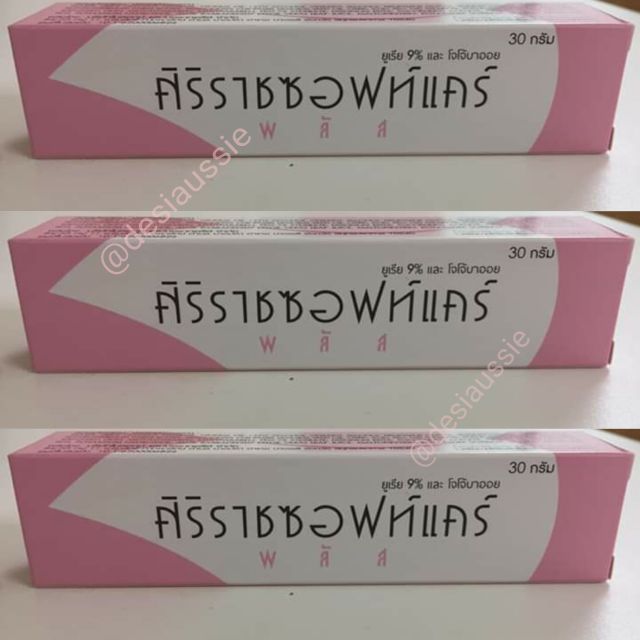 30 กรัม
ยูเรีย 9% และ โจโจ้บาออย
ศิริราชซอฟท์แคร์
พลัส
@desiaussie
30 กรัม
ยูเรีย 9% และ โจโจ้บาออย
ศิริราชซอฟท์แคร์
พลัส
@desiaussie
30 กรัม
ยูเรีย 9% และ โจโจ้บาออย
ศิริราชซอฟท์แคร์
พลัส